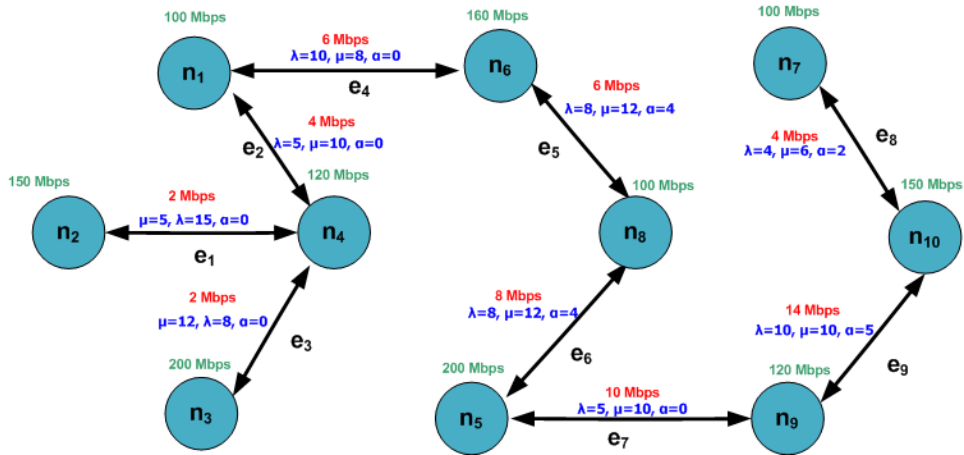 100 Mbps
n1
6 Mbps
λ=10, μ=8, α=0
e4
160 Mbps
n6
100 Mbps
n7
4 Mbps
λ=5, μ=10, α=0
e2
6 Mbps
λ=8, μ=12, α=4
e5
4 Mbps
λ=4, μ=6, α=2
e8
150 Mbps
n2
2 Mbps
μ=5, λ=15, α=0
e1
120 Mbps
n4
100 Mbps
n8
150 Mbps
n10
2 Mbps
μ=12, λ=8, α=0
e3
8 Mbps
λ=8, μ=12, α=4
e6
14 Mbps
λ=10, μ=10, α=5
e9
200 Mbps
n3
200 Mbps
n5
10 Mbps
λ=5, μ=10, α=0
e7
120 Mbps
n9